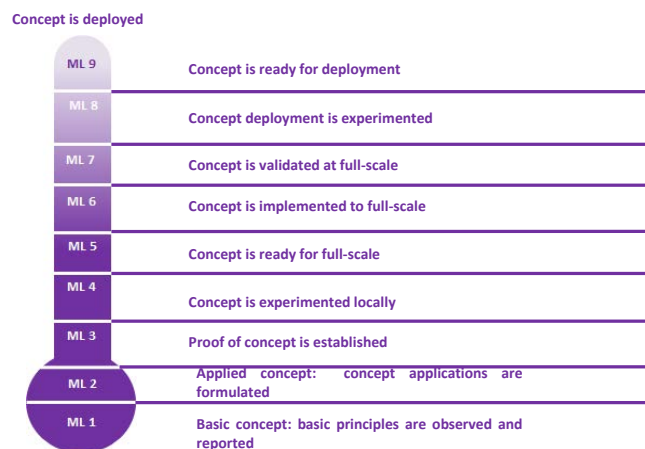 Concept is deployed
ML 9
Concept is ready for deployment
ML 8
Concept deployment is experimented
ML 7
Concept is validated at full-scale
ML 6
Concept is implemented to full-scale
ML 5
Concept is ready for full-scale
ML 4
Concept is experimented locally
ML 3
Proof of concept is established
ML 2
Applied concept: concept applications are
formulated
ML 1
Basic concept: basic principles are observed and
reported